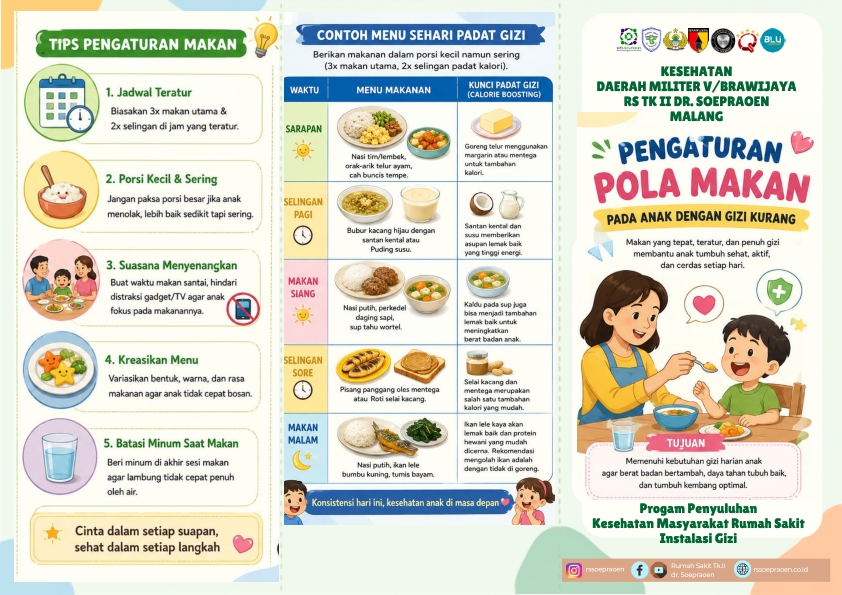 TIPS PENGATURAN MAKAN
1. Jadwal Teratur
Biasakan 3x makan utama &
2x selingan di jam yang teratur.
2. Porsi Kecil & Sering
Jangan paksa porsi besar jika anak
menolak, lebih baik sedikit tapi sering.
3. Suasana Menyenangkan
Buat waktu makan santai, hindari
distraksi gadget/TV agar anak
fokus pada makanannya.
4. Kreasikan Menu
Variasikan bentuk, warna, dan rasa
makanan agar anak tidak cepat bosan.
5. Batasi Minum Saat Makan
Beri minum di akhir sesi makan
agar lambung tidak cepat penuh
oleh air.
Cinta dalam setiap suapan,
sehat dalam setiap langkah
CONTOH MENU SEHARI PADAT GIZI
Berikan makanan dalam porsi kecil namun sering
(3x makan utama, 2x selingan padat kalori).
WAKTU
MENU MAKANAN
KUNCI PADAT GIZI
(CALORIE BOOSTING)
SARAPAN
Nasi tim/lembek,
orak-arik telur ayam,
cah buncis tempe.
Goreng telur menggunakan
margarin atau mentega
untuk tambahan
kalori.
SELINGAN
PAGI
Bubur kacang hijau dengan
santan kental atau
Puding susu.
Santan kental dan
susu memberikan
asupan lemak baik
yang tinggi energi.
MAKAN
SIANG
Nasi putih, perkedel
daging sapi,
sup tahu wortel.
Kaldu pada sup juga
bisa menjadi tambahan
lemak baik untuk
meningkatkan
berat badan anak.
SELINGAN
SORE
Pisang panggang oles mentega
atau Roti selai kacang.
Selai kacang dan
mentega merupakan
salah satu tambahan
kalori yang mudah.
MAKAN
MALAM
Nasi putih, ikan lele
bumbu kuning, tumis bayam.
Ikan lele kaya akan
lemak baik dan protein
hewani yang mudah
dicerna. Rekomendasi
mengolah ikan adalah
dengan tidak di goreng.
Konsistensi hari ini, kesehatan anak di masa depan
BLU
KESEHATAN
DAERAH MILITER V/BRAWIJAYA
RS TK II DR. SOEPRAOEN
MALANG
PENGATURAN
POLA MAKAN
PADA ANAK DENGAN GIZI KURANG
Makan yang tepat, teratur, dan penuh gizi
membantu anak tumbuh sehat, aktif,
dan cerdas setiap hari.
TUJUAN
Memenuhi kebutuhan gizi harian anak
agar berat badan bertambah, daya tahan tubuh baik,
dan tumbuh kembang optimal.
Progam Penyuluhan
Kesehatan Masyarakat Rumah Sakit
Instalasi Gizi
rssoepraoen
Rumah Sakit Tk.II
dr. Soepraoen
rssoepraoen.co.id